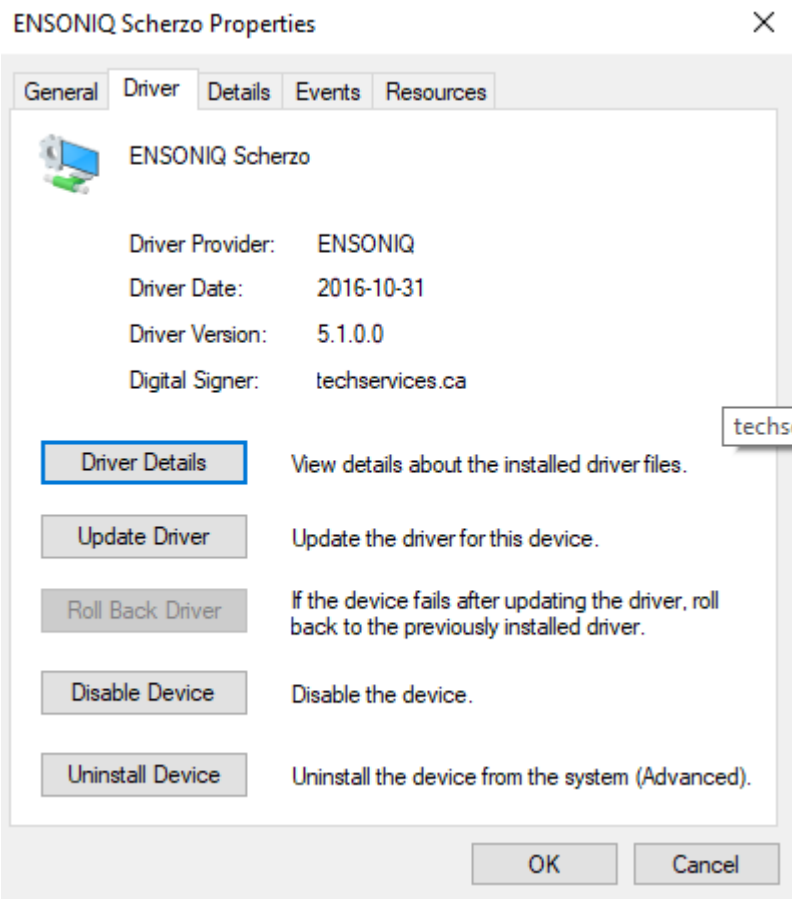 ENSONIQ Scherzo Properties
General Driver Details Events Resources
ENSONIQ Scherzo
Driver Provider: ENSONIQ
Driver Date: 2016-10-31
Driver Version: 5.1.0.0
Digital Signer: techservices.ca
techs
Driver Details View details about the installed driver files.
Update Driver Update the driver for this device.
Roll Back Driver If the device fails after updating the driver, roll
back to the previously installed driver.
Disable Device Disable the device.
Uninstall Device Uninstall the device from the system (Advanced).
OK Cancel